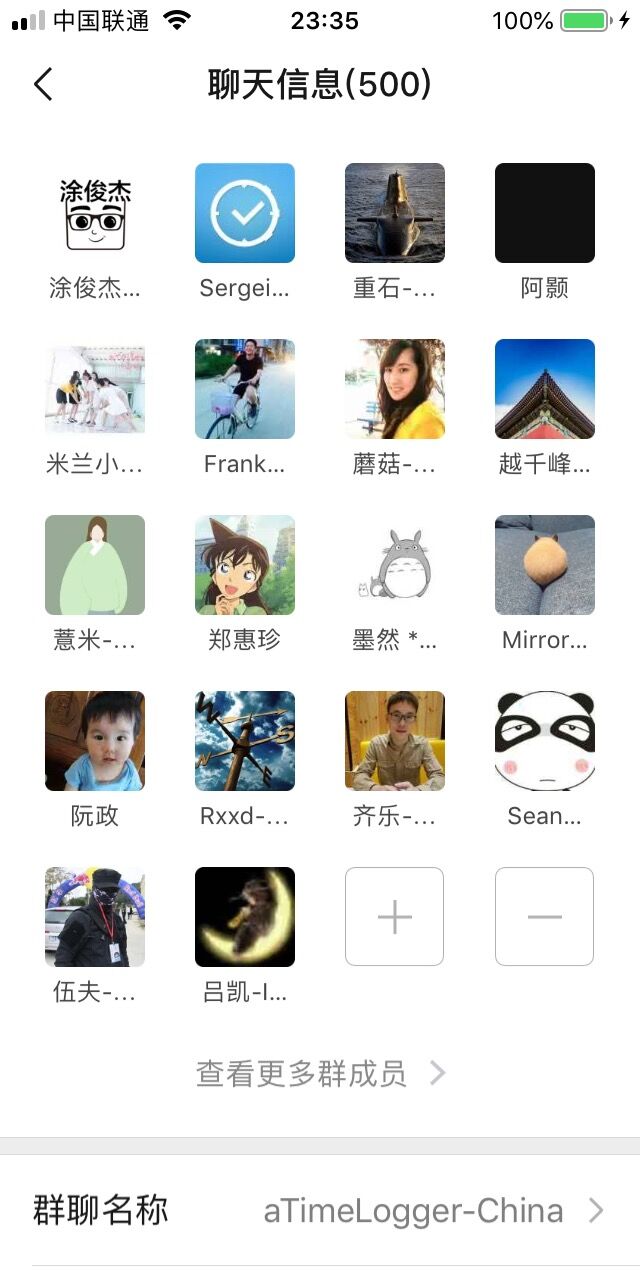 中国联通 23:35 100%
聊天信息(500)
涂俊杰
涂俊杰... Sergei... 重石-... 阿颢
米兰小... Frank... 蘑菇-... 越千峰...
N S
W E
薏米-... 郑惠珍 墨然 *... Mirror...
阮政 Rxxd-... 齐乐-... Sean...
伍夫-... 吕凯-I...
查看更多群成员
群聊名称 aTimeLogger-China